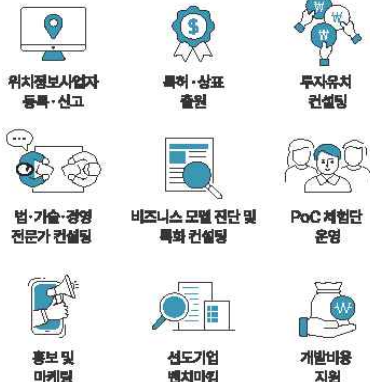 위치정보사업자
등록·신고
특허·상표
출원
투자유치
컨설팅
법·기술·경영
전문가 컨설팅
비즈니스 모델 진단 및
특화 컨설팅
PoC 체험단
운영
홍보 및
마케팅
선도기업
벤치마킹
개발비용
지원